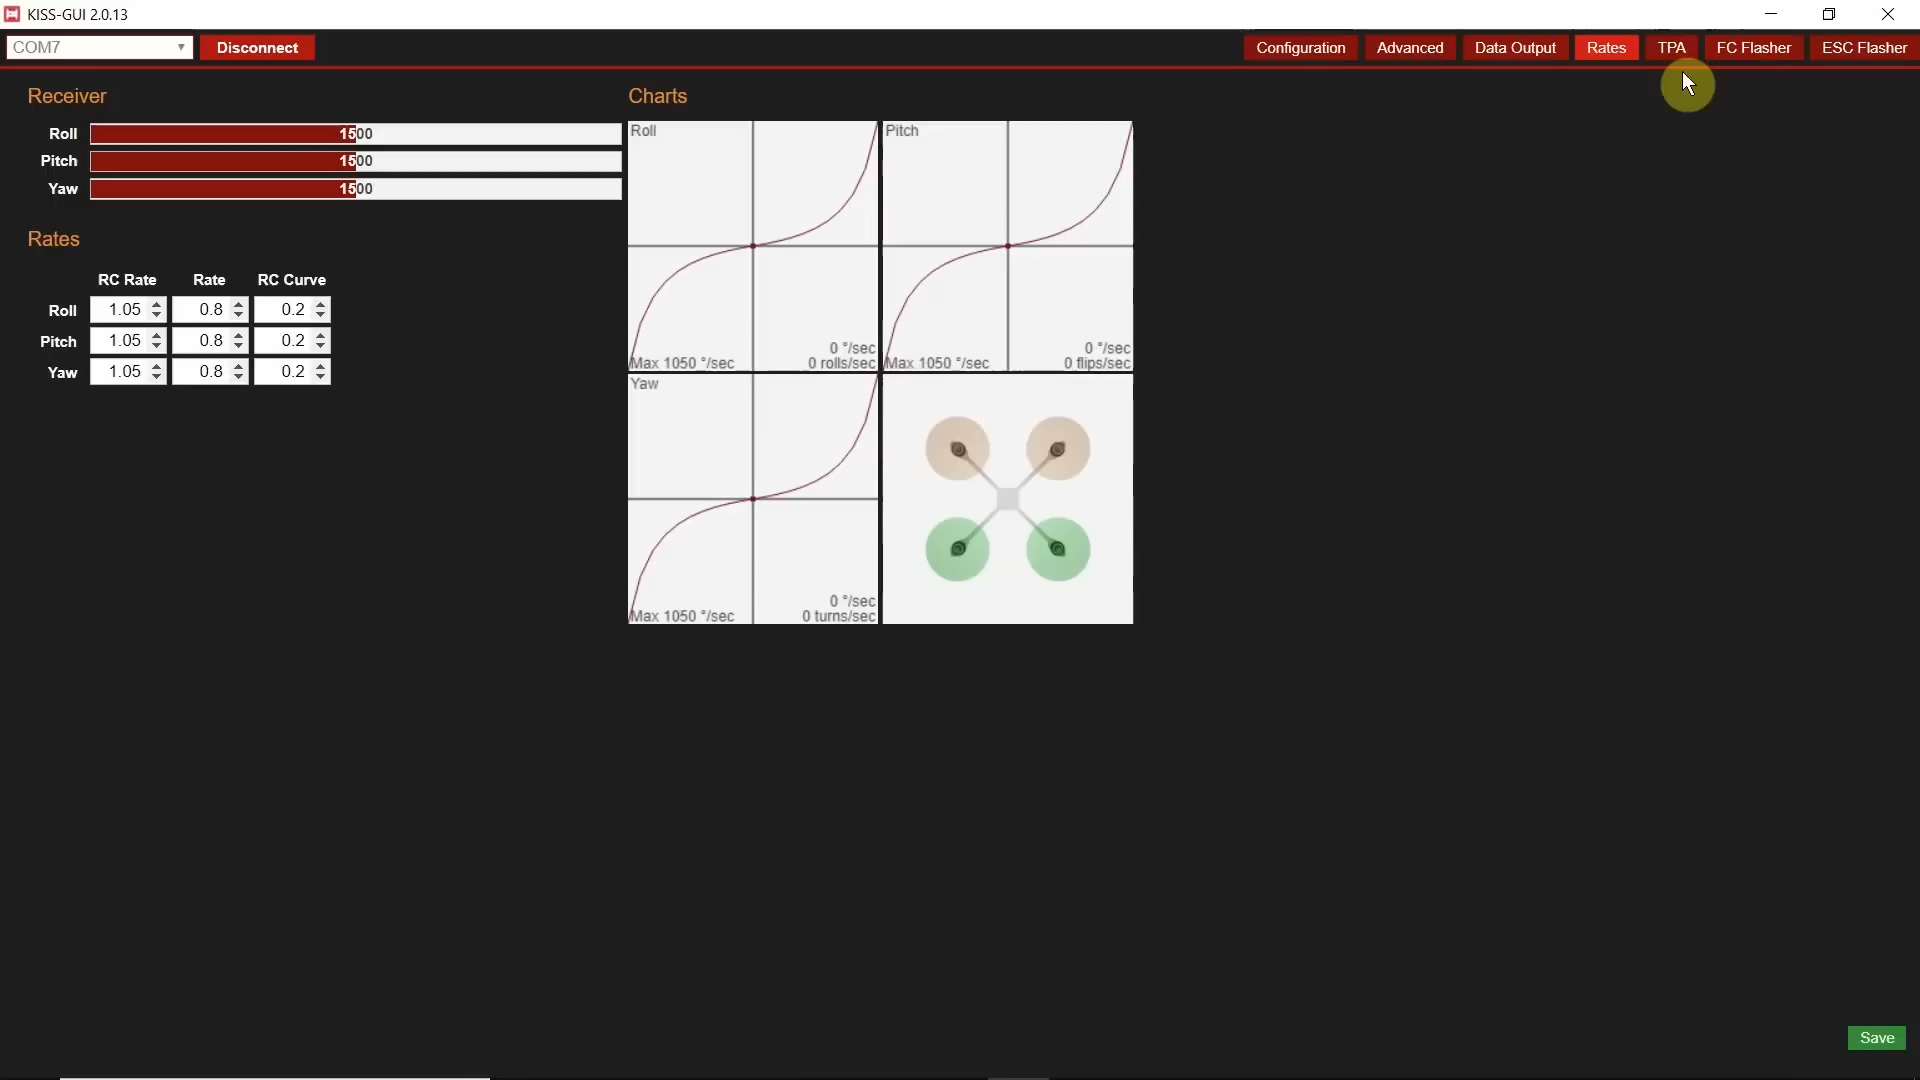 KISS-GUI 2.0.13
COM7 Disconnect Configuration Advanced Data Output Rates TPA FC Flasher ESC Flasher
Receiver
Roll 1500
Pitch 1500
Yaw 1500
Rates
RC Rate Rate RC Curve
Roll 1.05 0.8 0.2
Pitch 1.05 0.8 0.2
Yaw 1.05 0.8 0.2
Charts
Roll
0 °/sec
Max 1050 °/sec 0 rolls/sec
Pitch
0 °/sec
Max 1050 °/sec 0 flips/sec
Yaw
0 °/sec
Max 1050 °/sec 0 turns/sec
Save